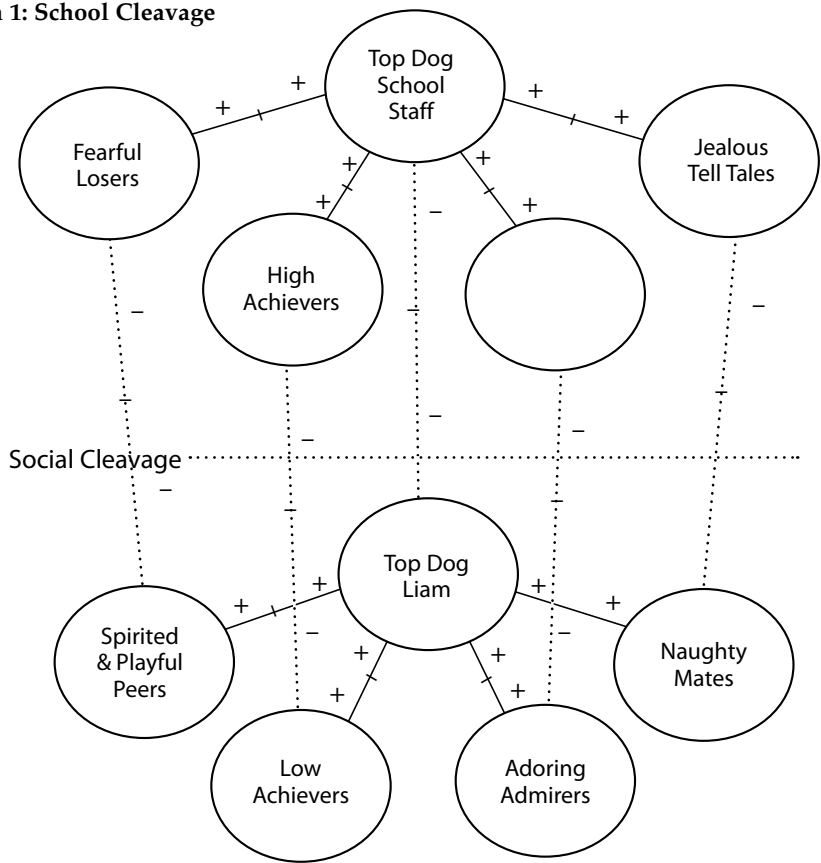 1: School Cleavage
Top Dog
School
Staff
Fearful
Losers
Jealous
Tell Tales
High
Achievers
Social Cleavage
Top Dog
Liam
Spirited
& Playful
Peers
Naughty
Mates
Low
Achievers
Adoring
Admirers